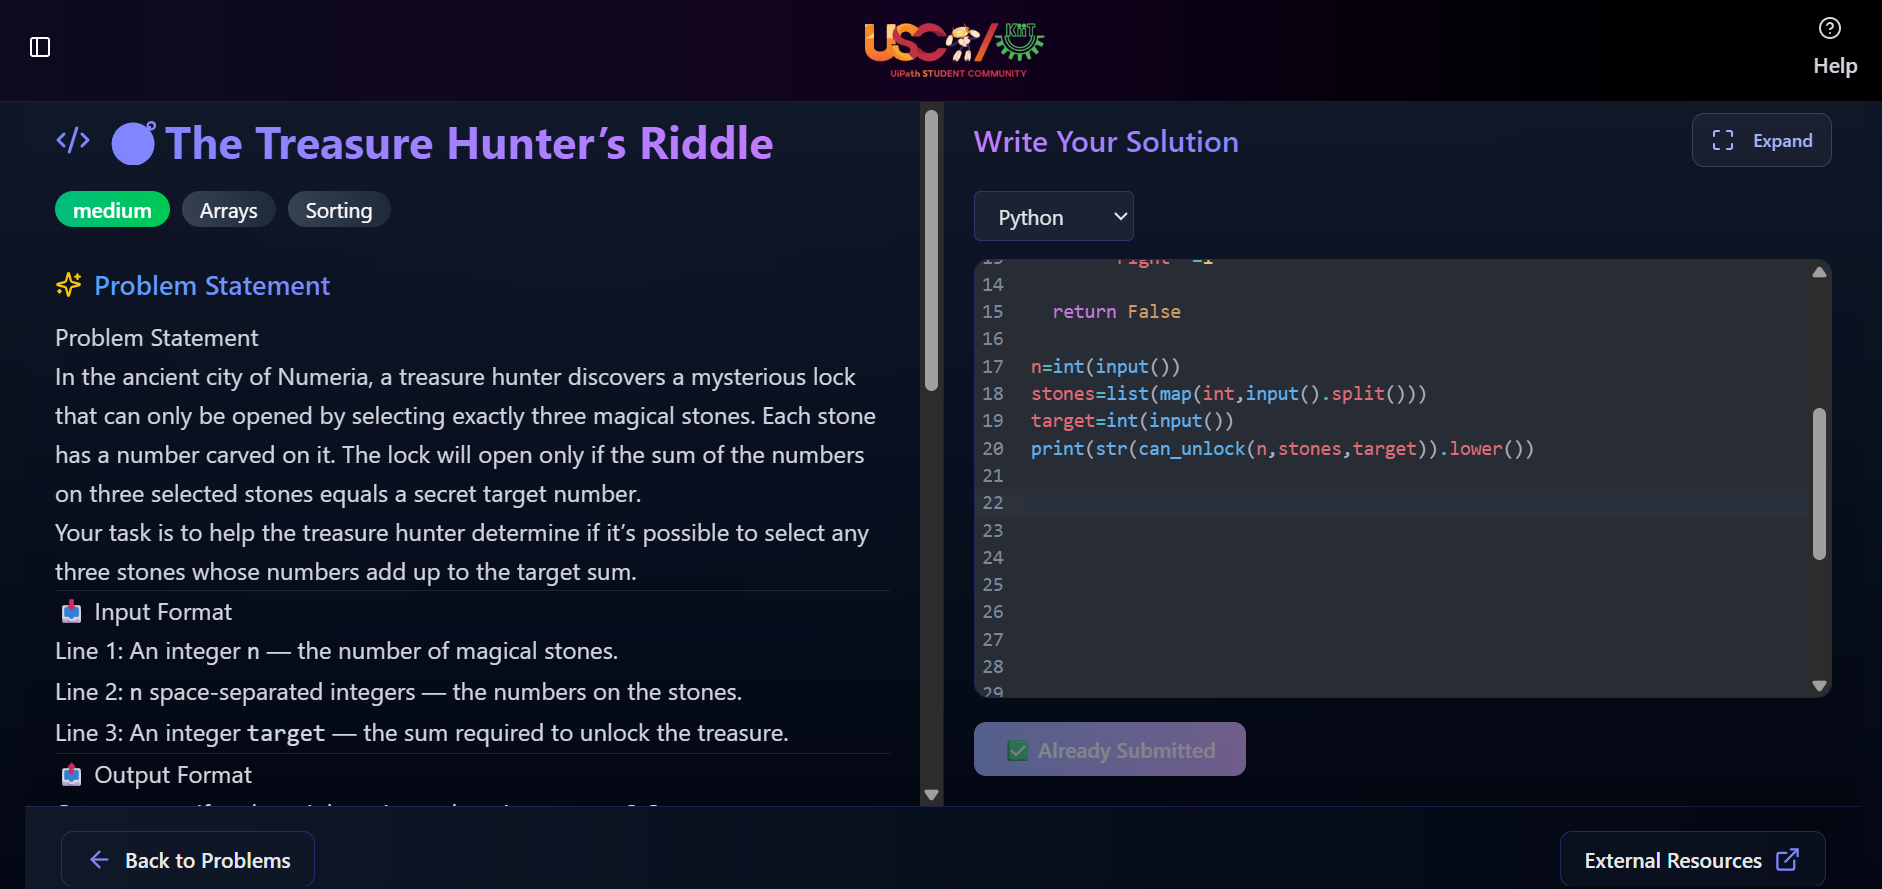 USC/KIIT
UiPath STUDENT COMMUNITY
Help
</> The Treasure Hunter’s Riddle
medium
Arrays
Sorting
Problem Statement
Problem Statement
In the ancient city of Numeria, a treasure hunter discovers a mysterious lock
that can only be opened by selecting exactly three magical stones. Each stone
has a number carved on it. The lock will open only if the sum of the numbers
on three selected stones equals a secret target number.
Your task is to help the treasure hunter determine if it’s possible to select any
three stones whose numbers add up to the target sum.
Input Format
Line 1: An integer n — the number of magical stones.
Line 2: n space-separated integers — the numbers on the stones.
Line 3: An integer target — the sum required to unlock the treasure.
Output Format
Back to Problems
Write Your Solution
Expand
Python
14
15 return False
16
17 n=int(input())
18 stones=list(map(int,input().split()))
19 target=int(input())
20 print(str(can_unlock(n,stones,target)).lower())
21
22
23
24
25
26
27
28
29
Already Submitted
External Resources